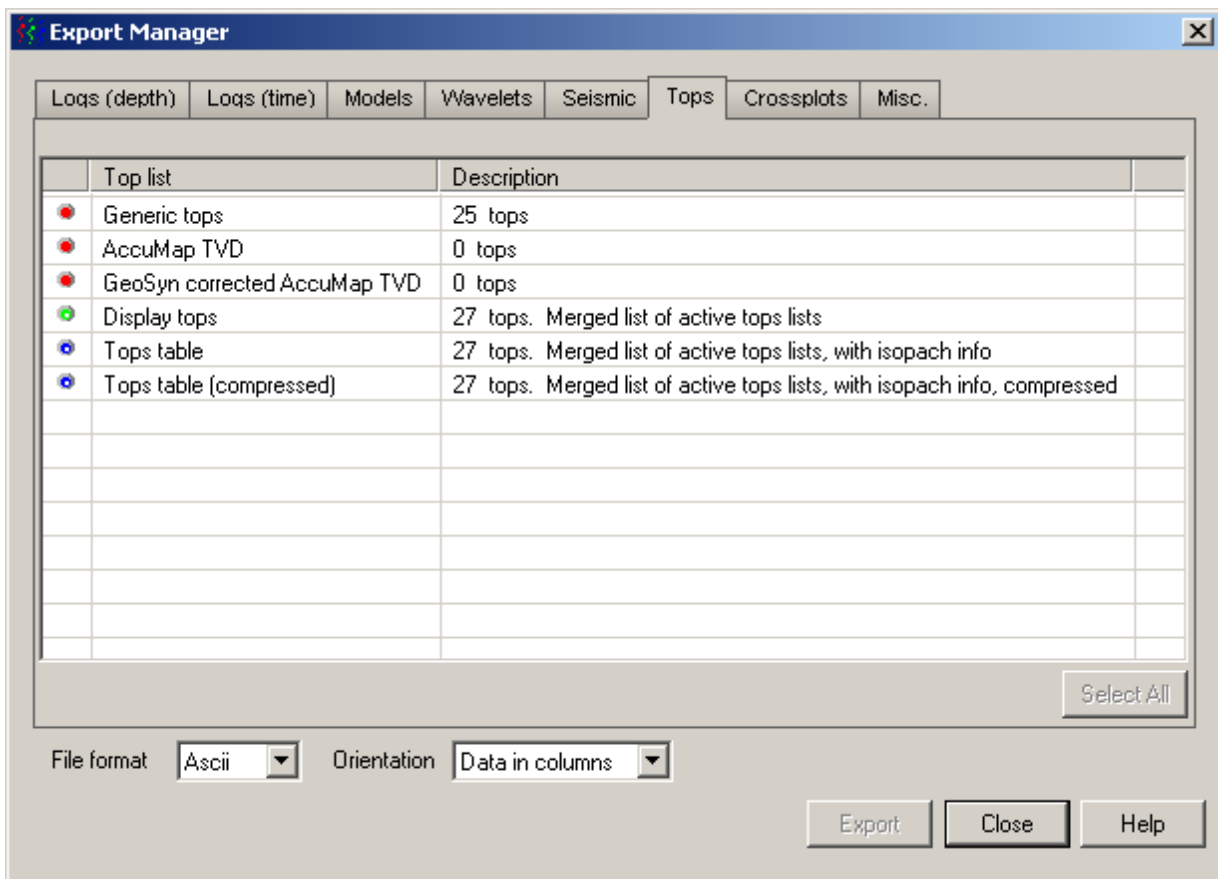 Export Manager
Logs (depth) Logs (time) Models Wavelets Seismic Tops Crossplots Misc.
Top list Description
Generic tops 25 tops
AccuMap TVD 0 tops
GeoSyn corrected AccuMap TVD 0 tops
Display tops 27 tops. Merged list of active tops lists
Tops table 27 tops. Merged list of active tops lists, with isopach info
Tops table (compressed) 27 tops. Merged list of active tops lists, with isopach info, compressed
Select All
File format Ascii Orientation Data in columns
Export Close Help